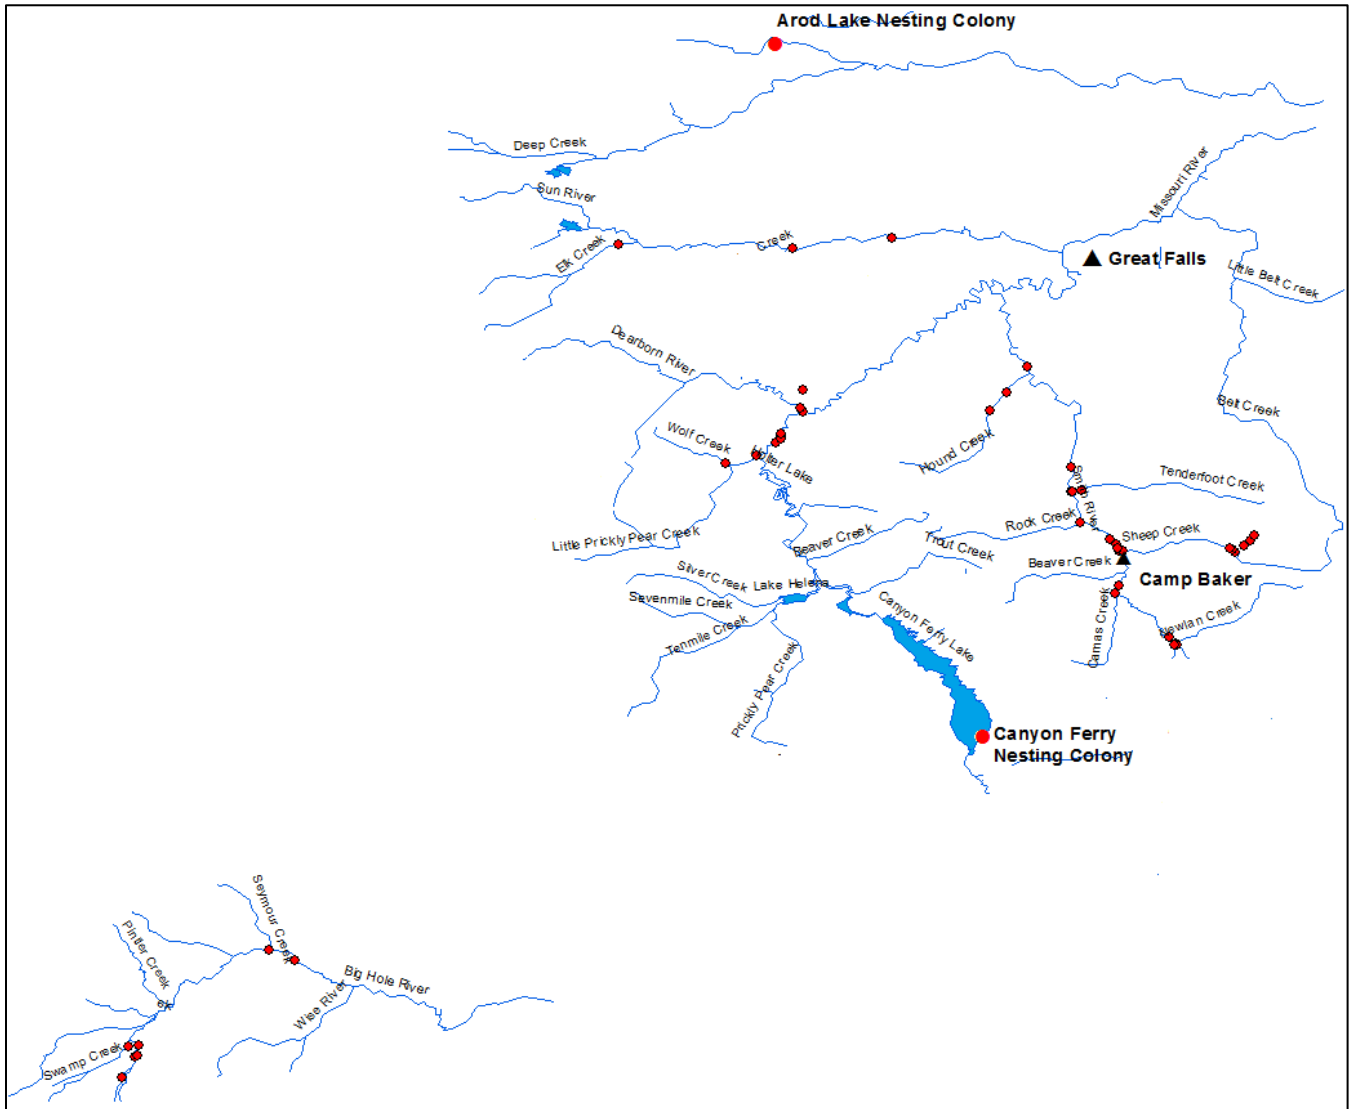 Arod Lake Nesting Colony
Deep Creek
Missouri River
Sun River
Creek
Elk Creek
Great Falls
Little Belt Creek
Dearborn River
Belt Creek
Wolf Creek
Holter Lake
Hound Creek
Smith River
Tenderfoot Creek
Rock Creek
Sheep Creek
Little Prickly Pear Creek
Beaver Creek
Trout Creek
Beaver Creek
Silver Creek
Lake Helena
Camp Baker
Sevenmile Creek
Canyon Ferry Lake
Camas Creek
Newlan Creek
Tenmile Creek
Prickly Pear Creek
Canyon Ferry
Nesting Colony
Seymour Creek
Pintler Creek
Big Hole River
Wise River
ek
Swamp Creek